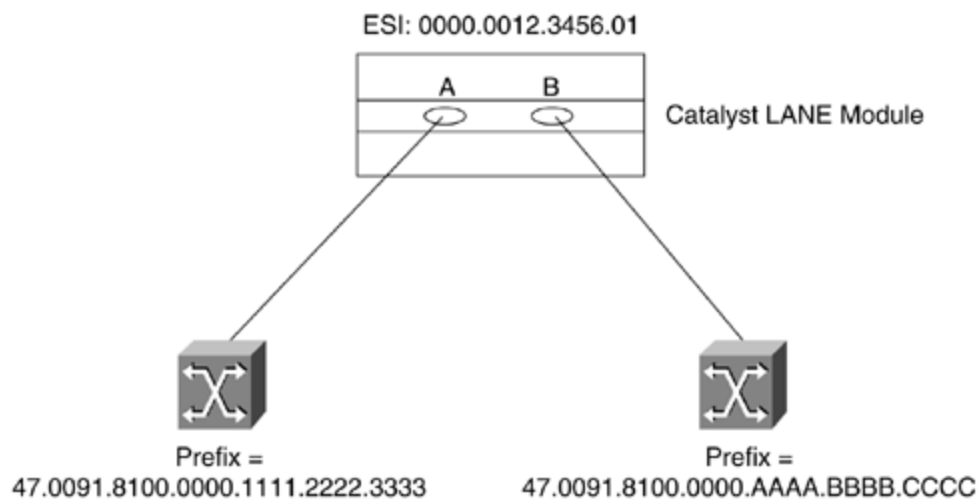 ESI: 0000.0012.3456.01
A B
Catalyst LANE Module
Prefix =
47.0091.8100.0000.1111.2222.3333
Prefix =
47.0091.8100.0000.AAAA.BBBB.CCCC